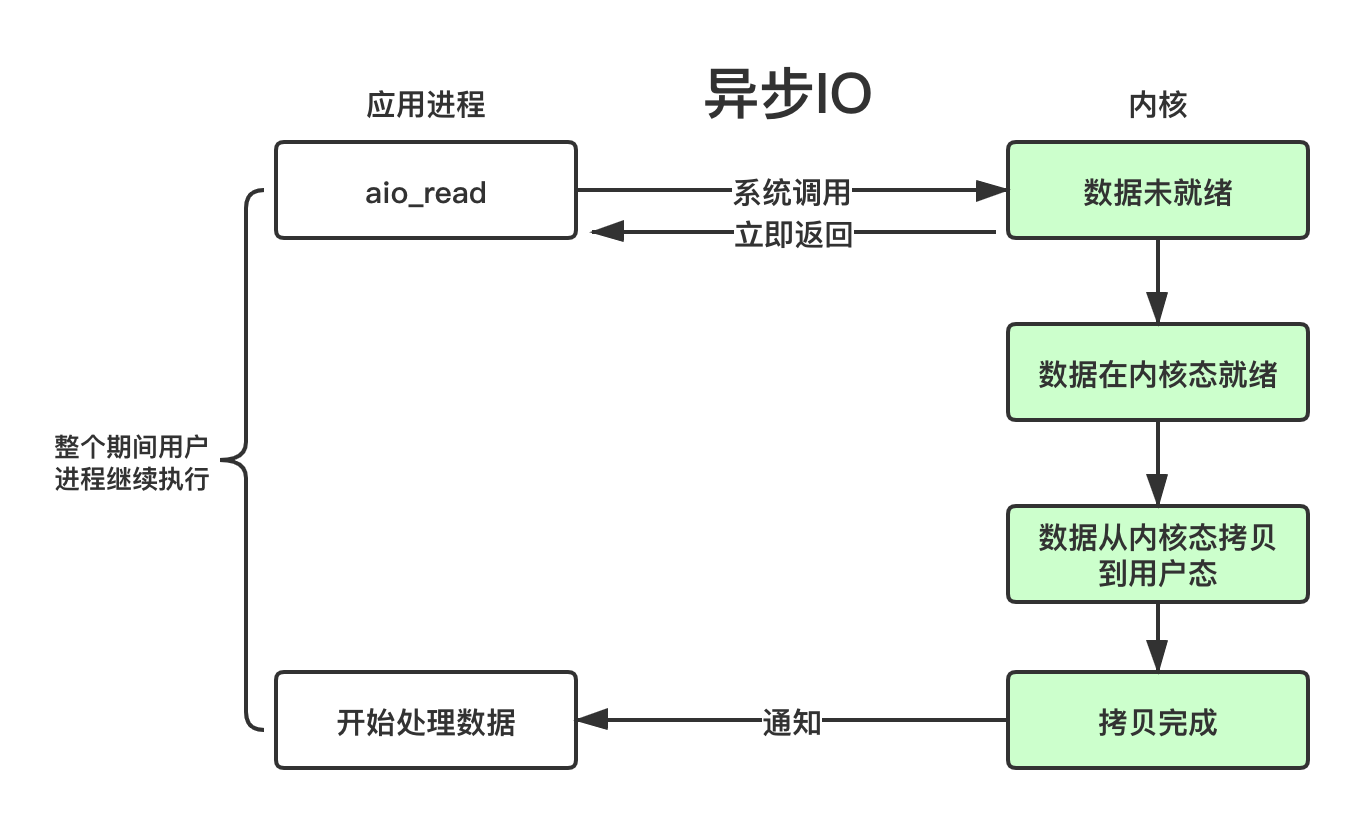 异步IO
应用进程
内核
aio_read
系统调用
数据未就绪
立即返回
数据在内核态就绪
整个期间用户
进程继续执行
数据从内核态拷贝
到用户态
开始处理数据
通知
拷贝完成